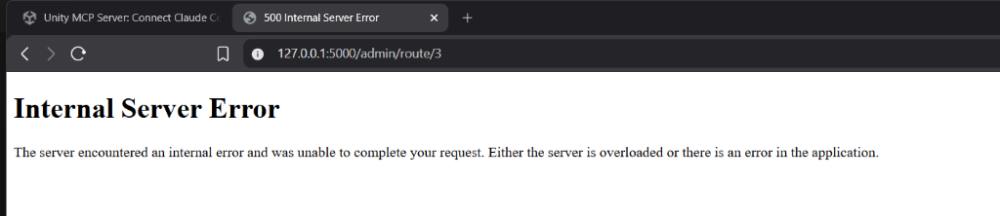 Unity MCP Server: Connect Claude C
500 Internal Server Error
127.0.0.1:5000/admin/route/3
Internal Server Error
The server encountered an internal error and was unable to complete your request. Either the server is overloaded or there is an error in the application.